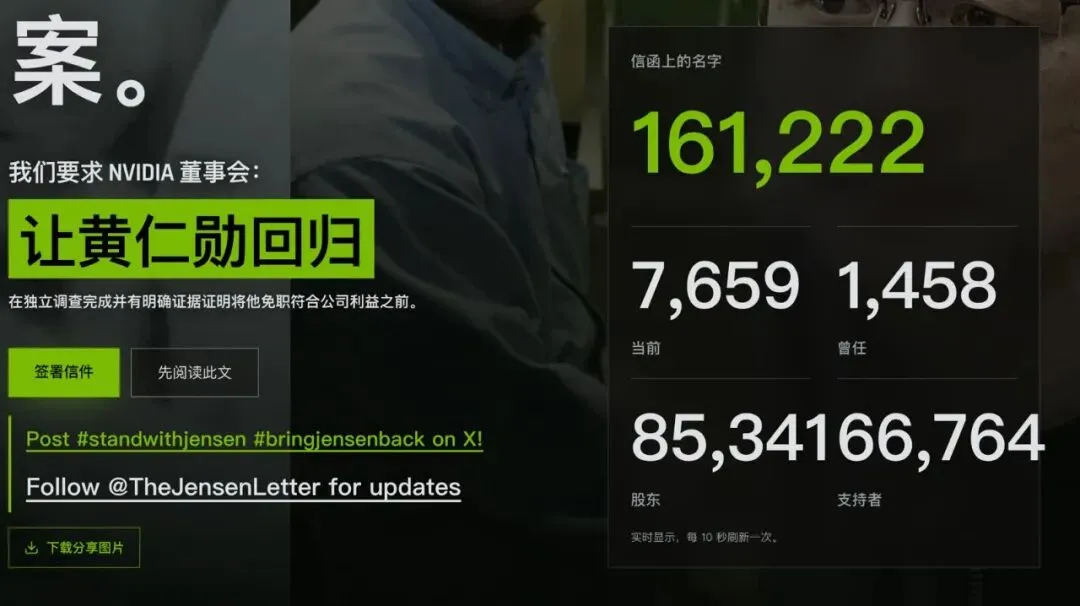 案。
我们要求 NVIDIA 董事会：
让黄仁勋回归
在独立调查完成并有明确证据证明将他免职符合公司利益之前。
签署信件
先阅读此文
Post #standwithjensen #bringjensenback on X!
Follow @TheJensenLetter for updates
下载分享图片
信函上的名字
161,222
7,659
1,458
当前
曾任
85,341
66,764
股东
支持者
实时显示，每 10 秒刷新一次。